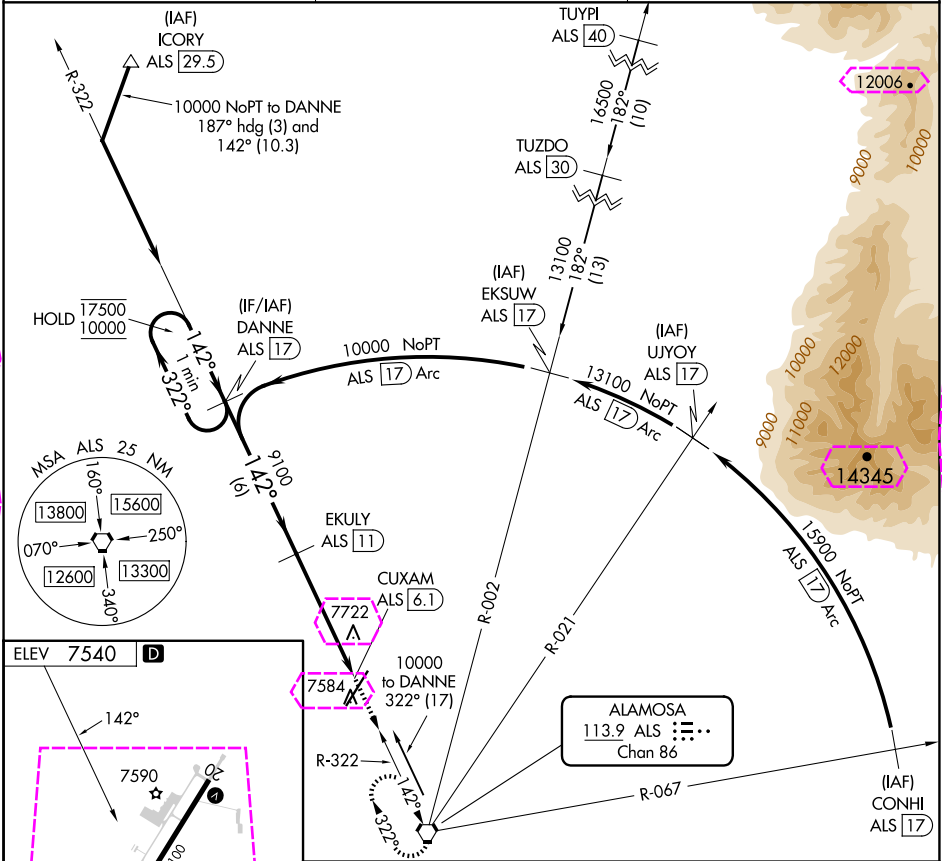 (IAF)
ICORY
ALS 29.5
R-322
10000 NoPT to DANNE
187° hdg (3) and
142° (10.3)
TUYPI
ALS 40
16500
182°
(10)
TUZDO
ALS 30
13100
182°
(13)
12006
9000
10000
HOLD 17500
10000
142°
1 min
322°
(IF/IAF)
DANNE
ALS 17
(IAF)
EKSUW
ALS 17
10000 NoPT
ALS 17 Arc
(IAF)
UJYOY
ALS 17
13100 NoPT
ALS 17 Arc
10000
12000
9000
11000
14345
15900 NoPT
ALS 17 Arc
9100
142°
(6)
EKULY
ALS 11
MSA ALS 25 NM
160°
13800
15600
070°
250°
12600
13300
340°
CUXAM
ALS 6.1
7722
7584
10000
to DANNE
322° (17)
R-322
142°
322°
R-002
R-021
R-067
ALAMOSA
113.9 ALS
Chan 86
(IAF)
CONHI
ALS 17
ELEV 7540 D
142°
7590
20
V
100